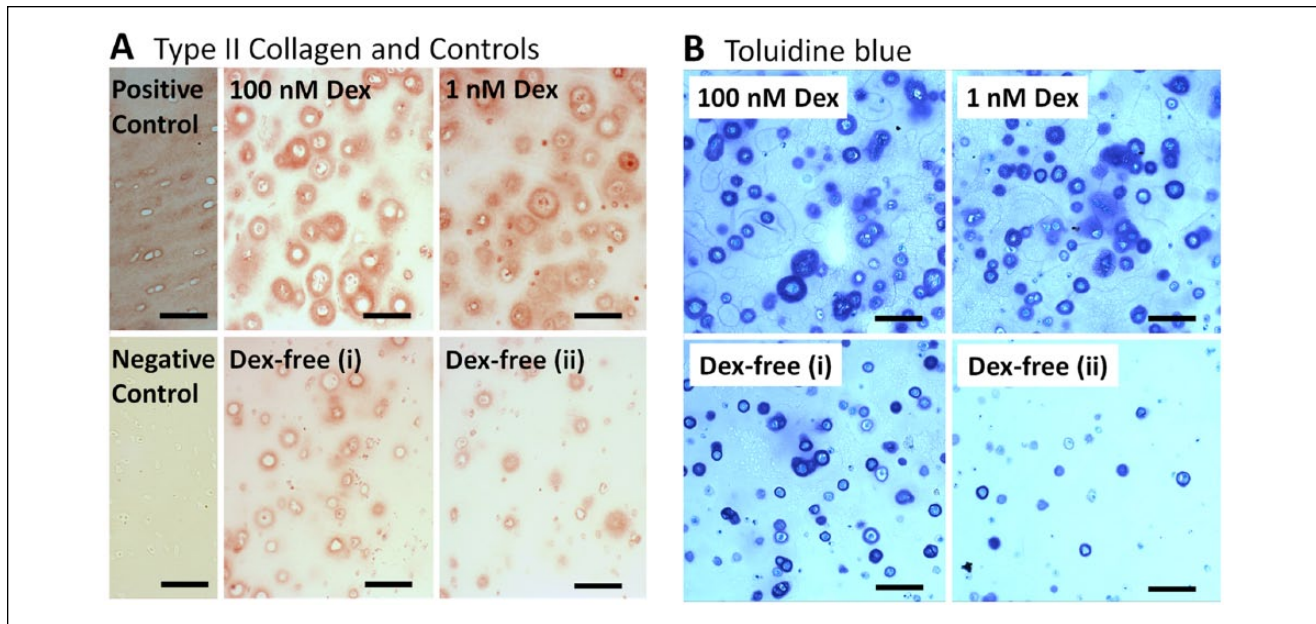 A Type II Collagen and Controls
Positive
Control
100 nM Dex
1 nM Dex
Negative
Control
Dex-free (i)
Dex-free (ii)
B Toluidine blue
100 nM Dex
1 nM Dex
Dex-free (i)
Dex-free (ii)